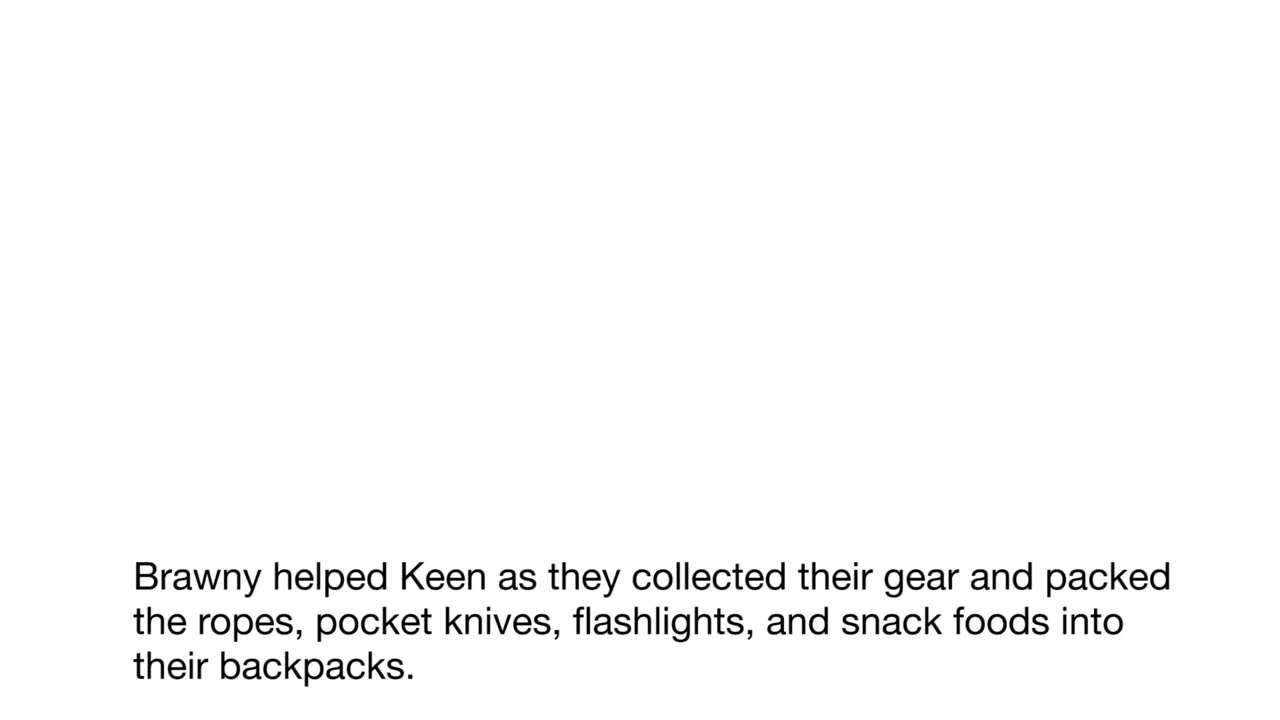 Brawny helped Keen as they collected their gear and packed
the ropes, pocket knives, flashlights, and snack foods into
their backpacks.